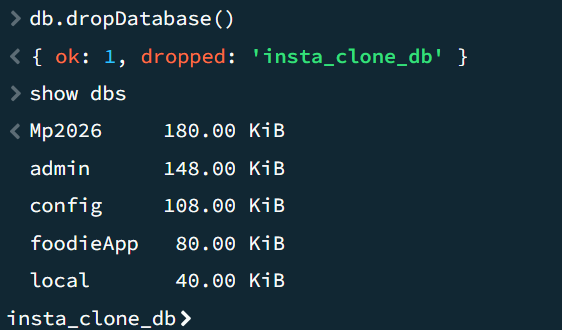 > db.dropDatabase()
< { ok: 1, dropped: 'insta_clone_db' }
> show dbs
< Mp2026 180.00 KiB
admin 148.00 KiB
config 108.00 KiB
foodieApp 80.00 KiB
local 40.00 KiB
insta_clone_db>